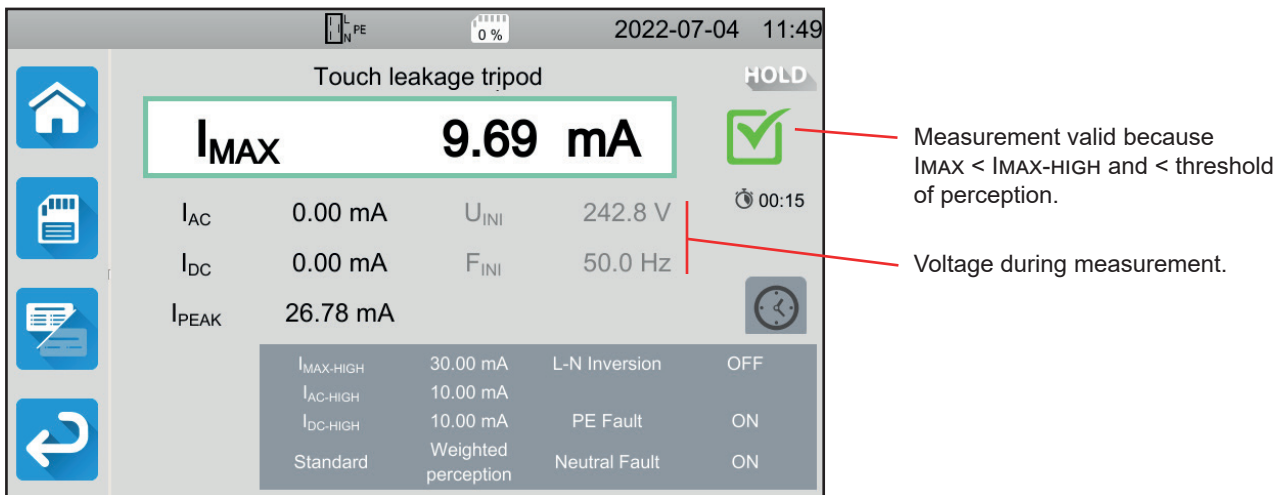 L
N PE
0 %
2022-07-04 11:49
Touch leakage tripod
HOLD
IMAX 9.69 mA
Measurement valid because
IMAX < IMAX-HIGH and < threshold
of perception.
00:15
IAC 0.00 mA UINI 242.8 V
IDC 0.00 mA FINI 50.0 Hz
Voltage during measurement.
IPEAK 26.78 mA
IMAX-HIGH 30.00 mA L-N Inversion OFF
IAC-HIGH 10.00 mA
IDC-HIGH 10.00 mA PE Fault ON
Standard Weighted perception Neutral Fault ON